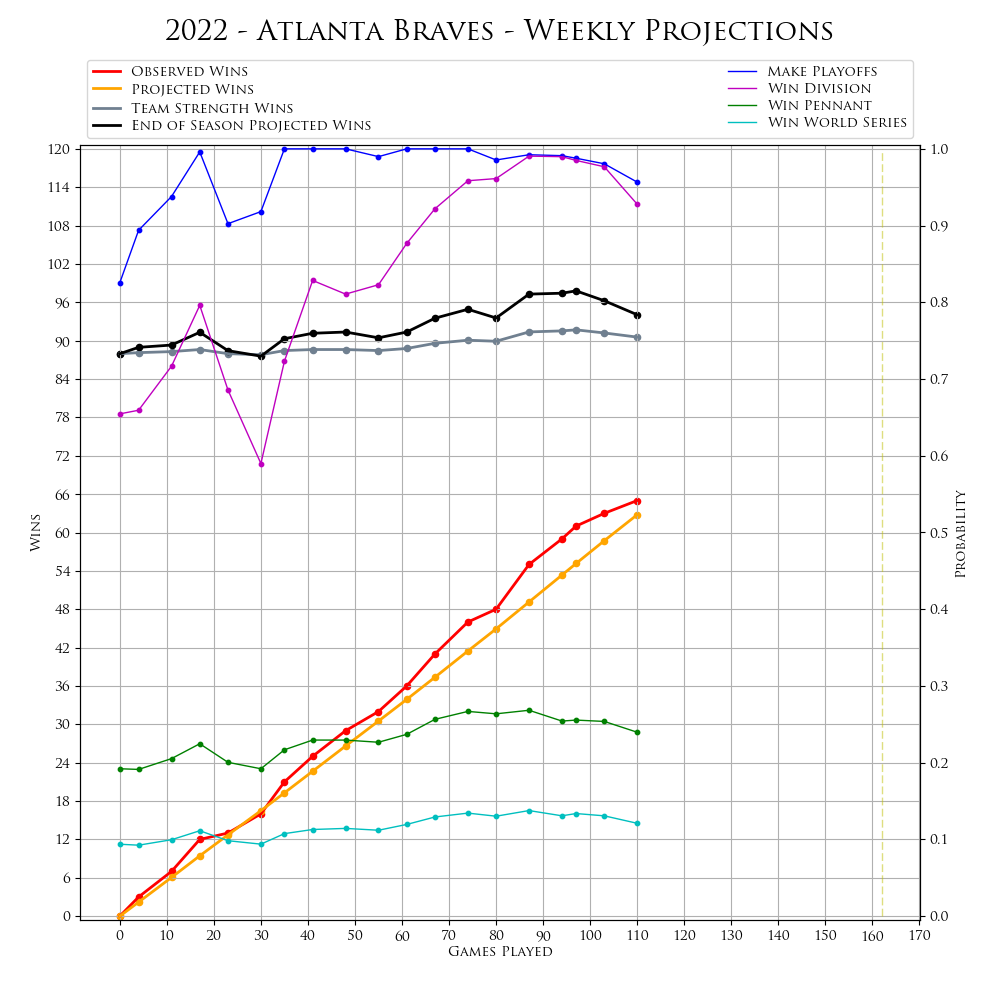 2022 - Atlanta Braves - Weekly Projections
Observed Wins
Projected Wins
Team Strength Wins
End of Season Projected Wins
Make Playoffs
Win Division
Win Pennant
Win World Series
120
114
108
102
96
90
84
78
72
66
60
54
48
42
36
30
24
18
12
6
0
Wins
1.0
0.9
0.8
0.7
0.6
0.5
0.4
0.3
0.2
0.1
0.0
Probability
0 10 20 30 40 50 60 70 80 90 100 110 120 130 140 150 160 170
Games Played